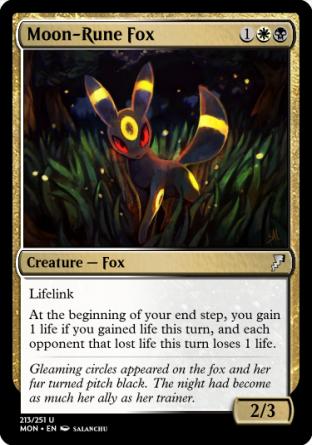 Moon-Rune Fox 1
Creature — Fox
Lifelink
At the beginning of your end step, you gain
1 life if you gained life this turn, and each
opponent that lost life this turn loses 1 life.
Gleaming circles appeared on the fox and her
fur turned pitch black. The night had become
as much her ally as her trainer.
2/3
213/251 U
MON • EN SALANCHU